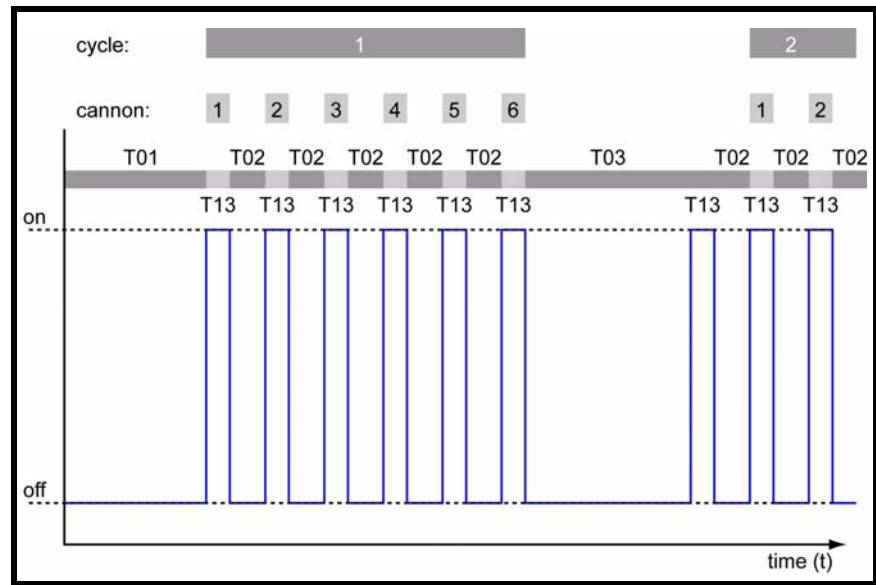 cycle: 1 2
cannon: 1 2 3 4 5 6 1 2
T01 T02 T02 T02 T02 T02 T03 T02 T02 T02
T13 T13 T13 T13 T13 T13 T13 T13 T13
on
off
time (t)